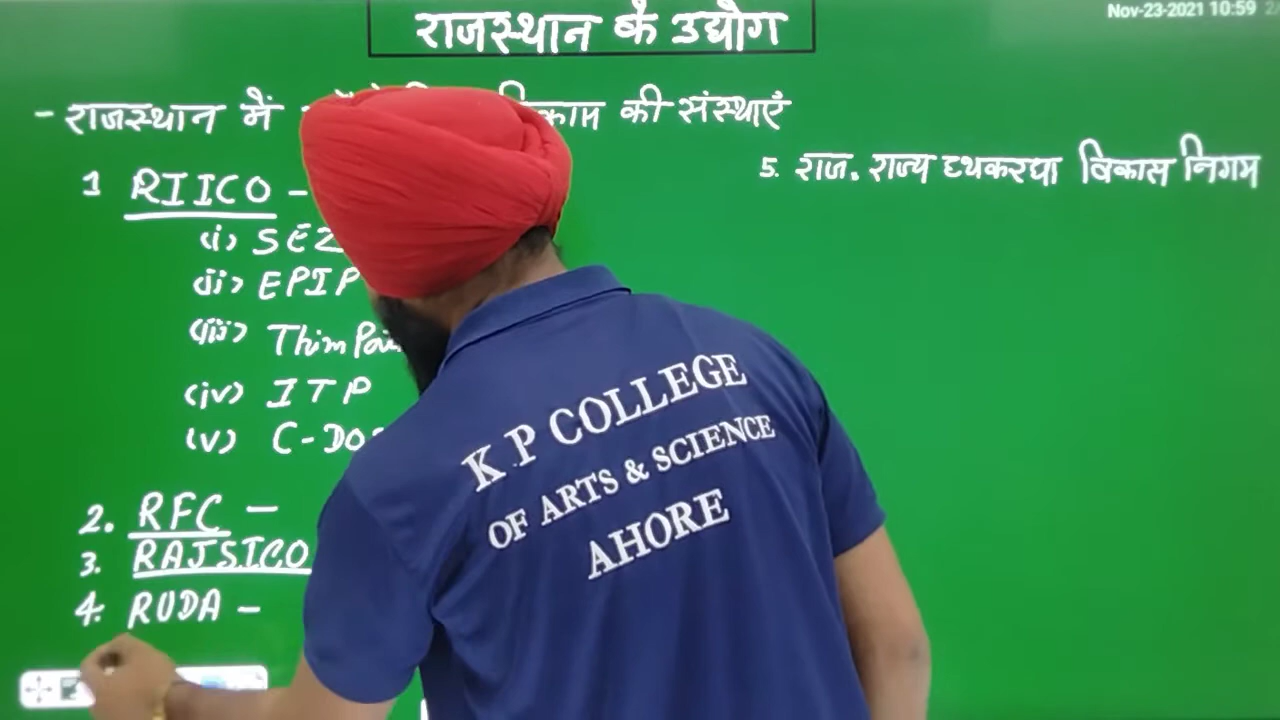 Nov-23-2021 10:59
राजस्थान के उद्योग
- राजस्थान में की संस्थाएँ
1 RIICO -
(i) SEZ
(ii) EPIP
(iii) Thim
(iv) ITP
(v) C-DOS
2. RFC -
3. RAJSICO
4. RUDA -
5. राज. राज्य हथकरघा विकास निगम
K P COLLEGE
OF ARTS & SCIENCE
AHORE